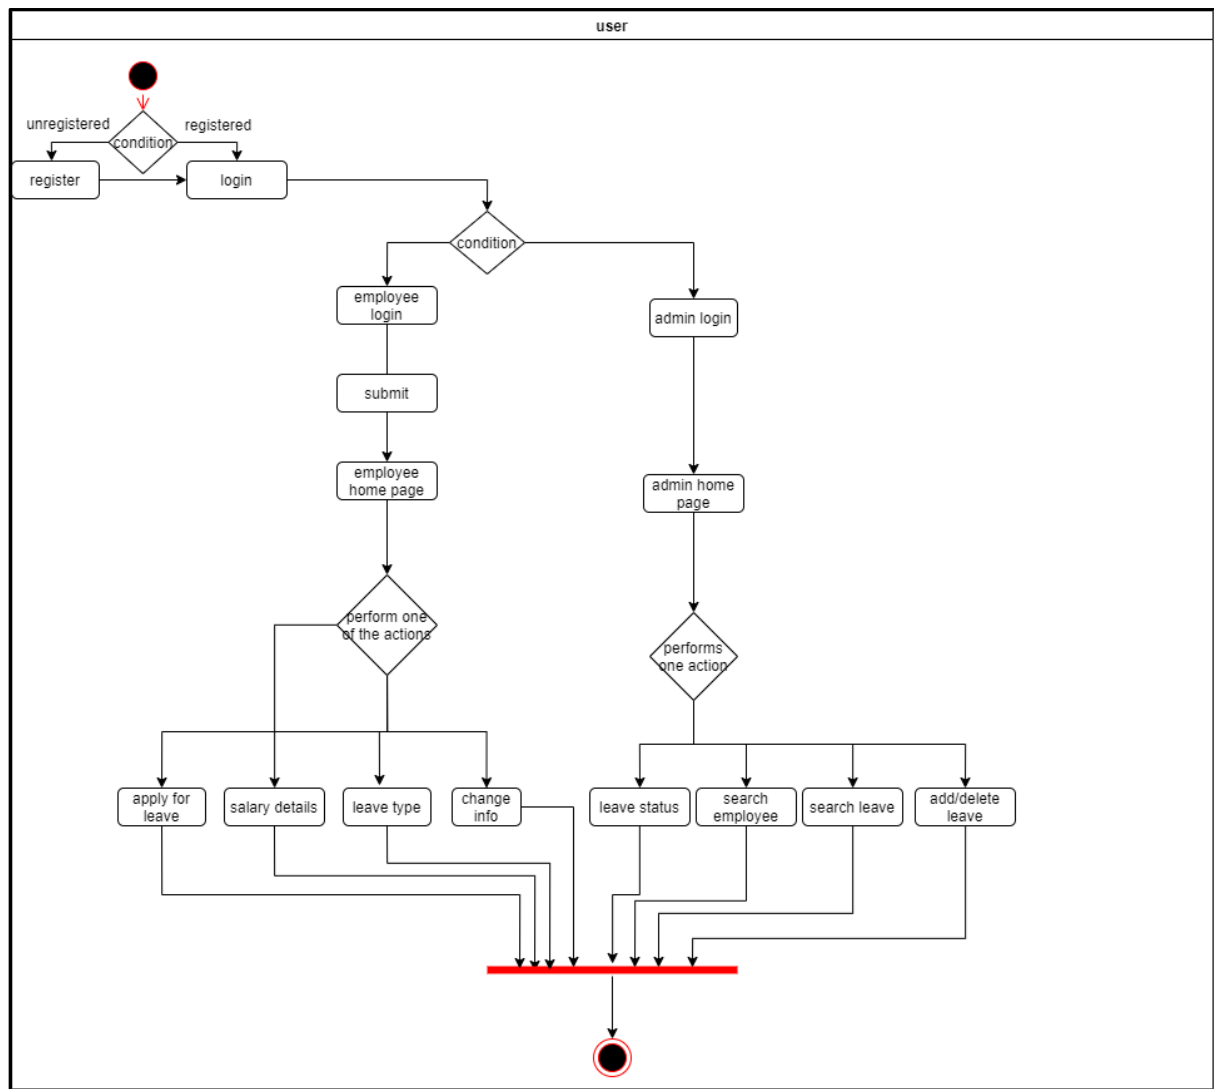 user
unregistered
registered
condition
register
login
condition
employee
login
admin login
submit
employee
home page
admin home
page
perform one
of the actions
performs
one action
apply for
leave
salary details
leave type
change
info
leave status
search
employee
search leave
add/delete
leave